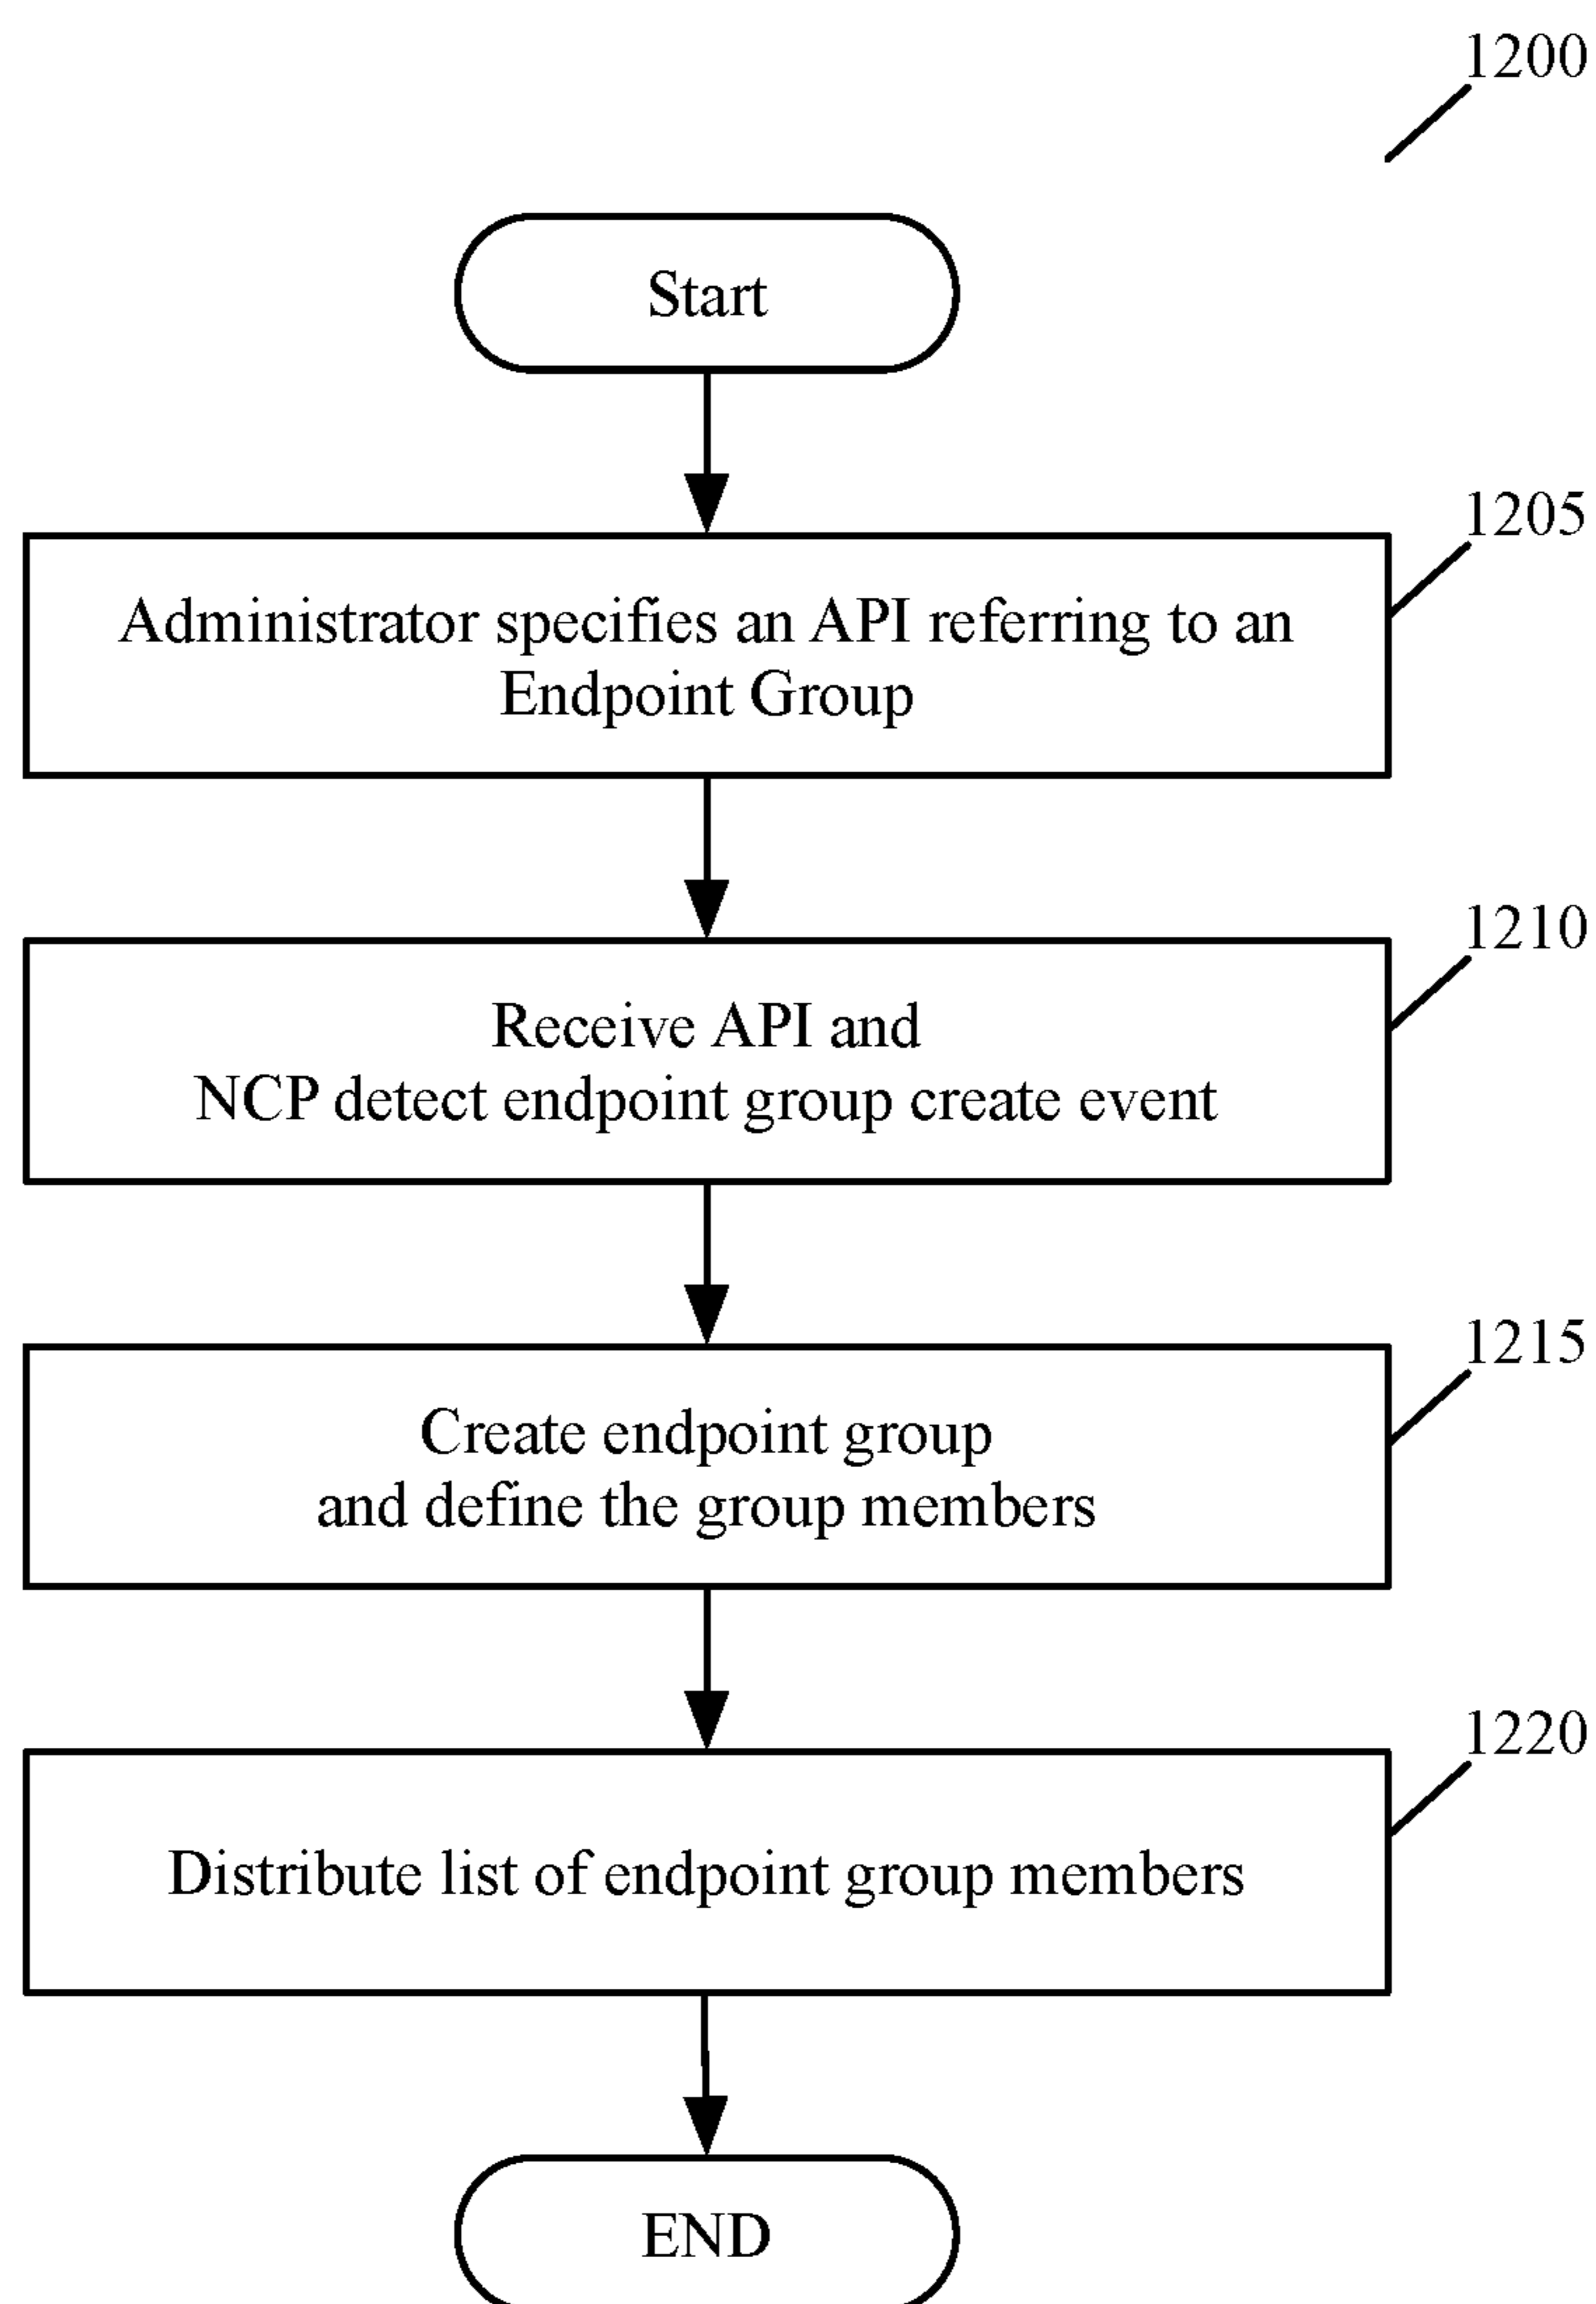 1200
Start
1205
Administrator specifies an API referring to an
Endpoint Group
1210
Receive API and
NCP detect endpoint group create event
1215
Create endpoint group
and define the group members
1220
Distribute list of endpoint group members
END